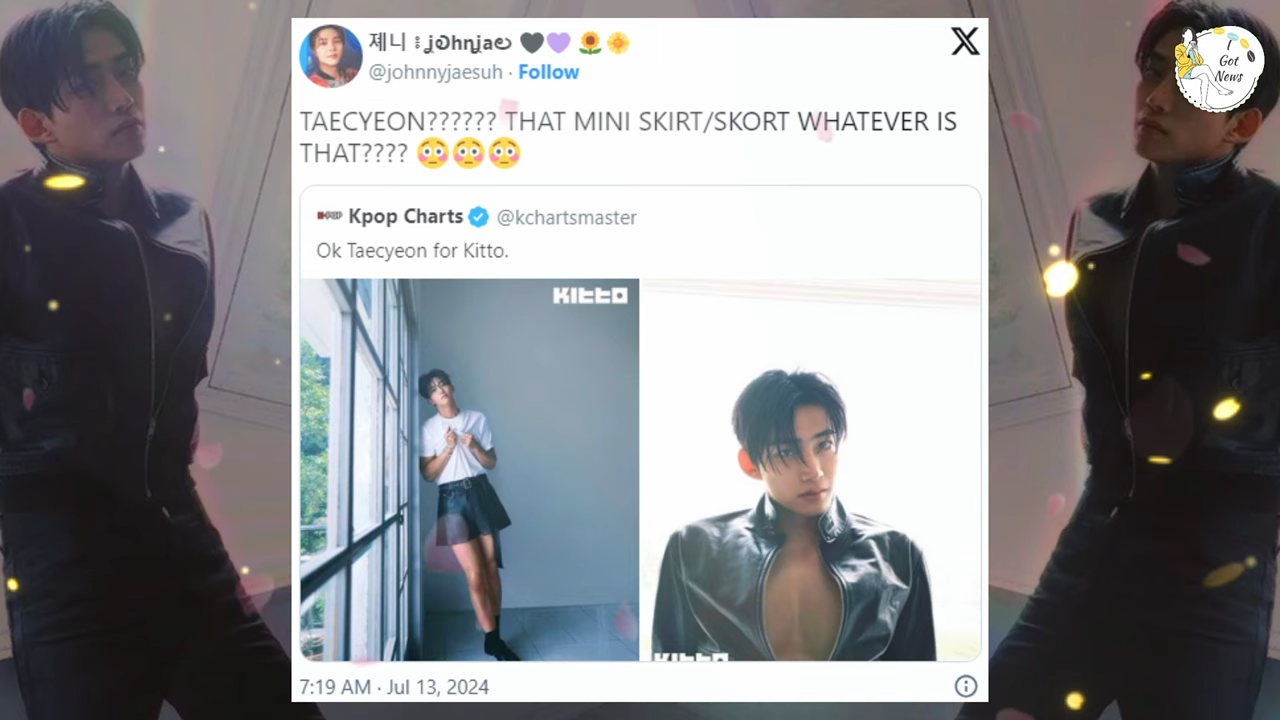 제니 ⵓ ʝᎧhnʝaeල 🖤💜 🌻🌼
@johnnyjaesuh · Follow
X
I
Got
News
TAECYEON?????? THAT MINI SKIRT/SKORT WHATEVER IS
THAT???? 😳😳😳
Kpop Charts @kchartsmaster
Ok Taecyeon for Kitto.
KITTO
KITTO
7:19 AM · Jul 13, 2024